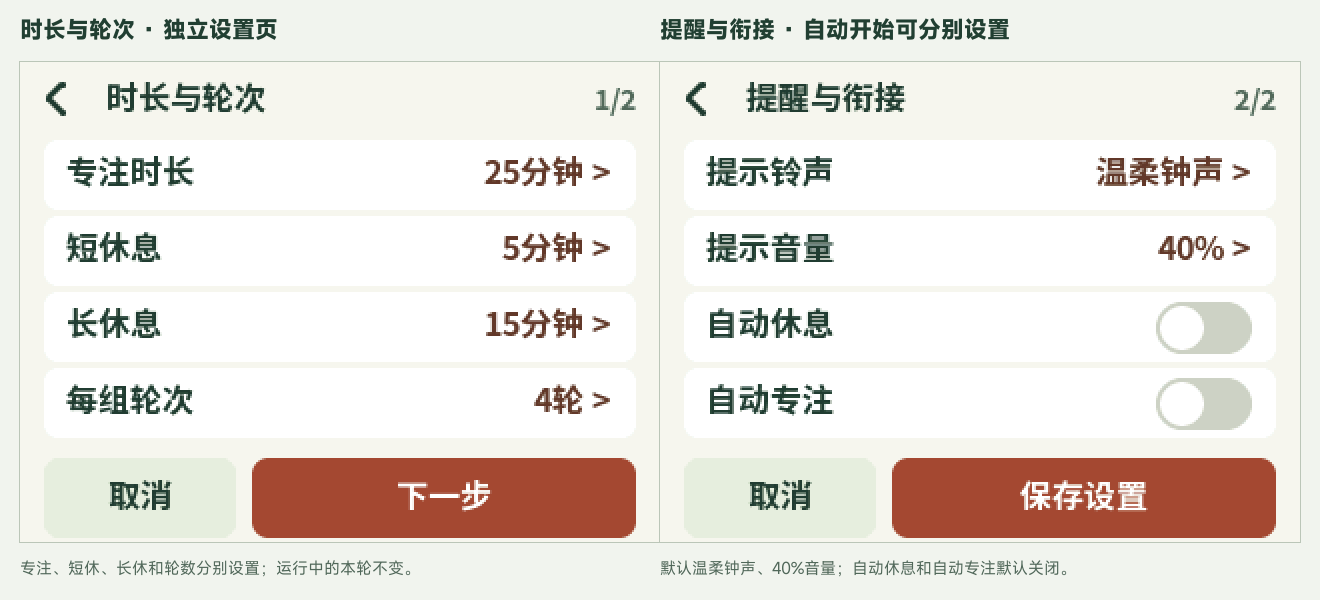 时长与轮次 · 独立设置页
时长与轮次 1/2
专注时长 25分钟 >
短休息 5分钟 >
长休息 15分钟 >
每组轮次 4轮 >
取消 下一步
专注、短休、长休和轮数分别设置；运行中的本轮不变。
提醒与衔接 · 自动开始可分别设置
提醒与衔接 2/2
提示铃声 温柔钟声 >
提示音量 40% >
自动休息
自动专注
取消 保存设置
默认温柔钟声、40%音量；自动休息和自动专注默认关闭。